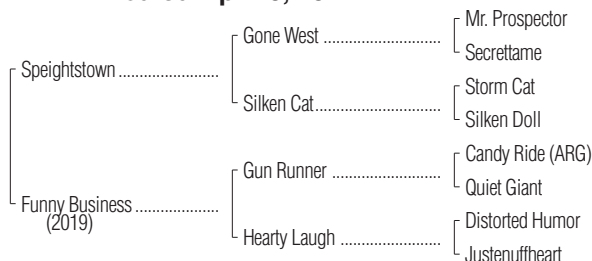 Mr. Prospector
Gone West ................................
Secrettame
Speightstown .........................
Storm Cat
Silken Cat................................
Silken Doll
Candy Ride (ARG)
Gun Runner ............................
Quiet Giant
Funny Business .....................
(2019)
Distorted Humor
Hearty Laugh .........................
Justenuffheart